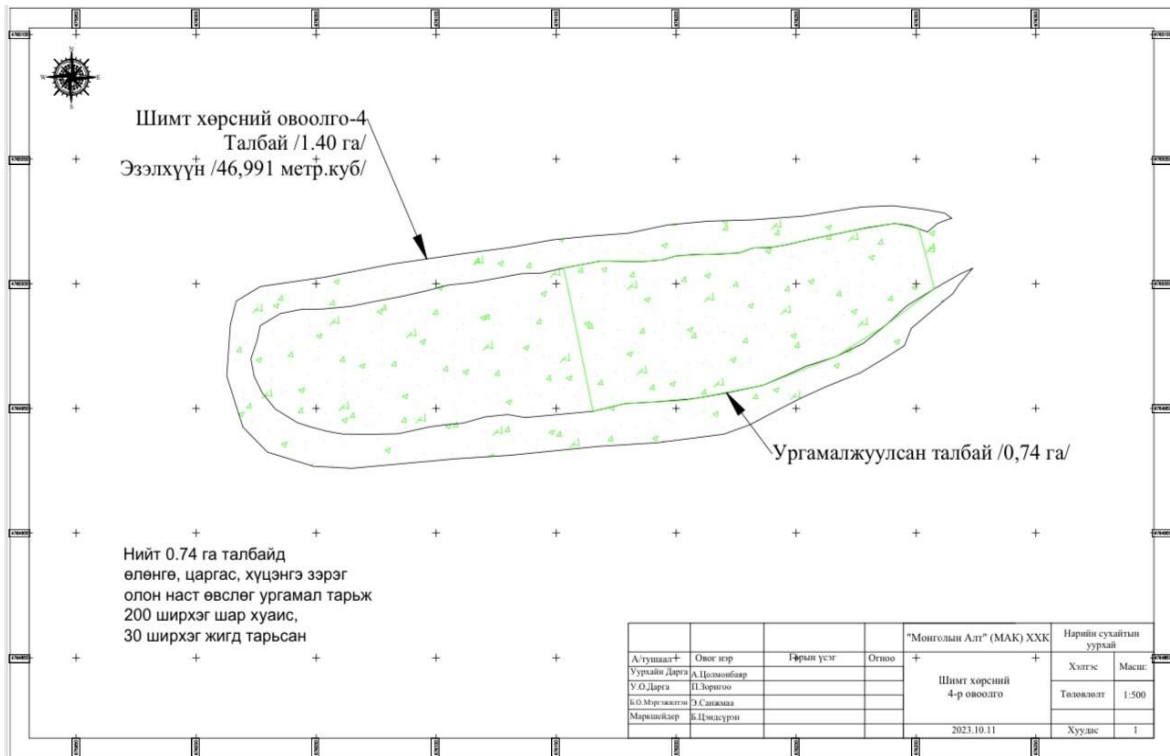 N
W
E
S
Шимт хөрсний овоолго-4
Талбай /1.40 га/
Эзэлхүүн /46,991 метр.куб/
Ургамалжуулсан талбай /0,74 га/
Нийт 0.74 га талбайд
өлөнгө, царгас, хүцэнгэ зэрэг
олон наст өвслөг ургамал тарьж
200 ширхэг шар хуайс,
30 ширхэг жигд тарьсан
"Монголын Алт" (МАК) ХХК
Нарийн сухайтын
уурхай
А/тушаал Овог нэр Гарын үсэг Огноо
Уурхайн Дарга А.Цолмонбаяр
У.О.Дарга П.Зоригоо
Б.О.Мэргэжилтэн Э.Санжмаа
Маркшейдер Б.Цэндсүрэн
Шимт хөрсний
4-р овоолго
2023.10.11
Хэлтэс Масш:
Төлөвлөлт 1:500
Хуудас 1